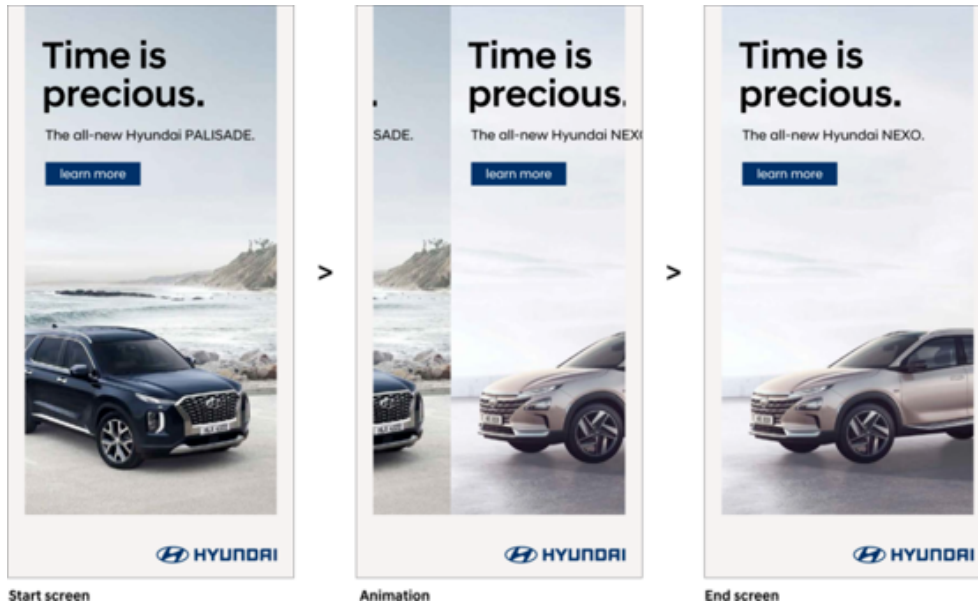 Time is
precious.
The all-new Hyundai PALISADE.
learn more
HYUNDAI
Start screen
>
.
SADE.
Time is
precious.
The all-new Hyundai NEXO
learn more
HYUNDAI
Animation
>
Time is
precious.
The all-new Hyundai NEXO.
learn more
HYUNDAI
End screen